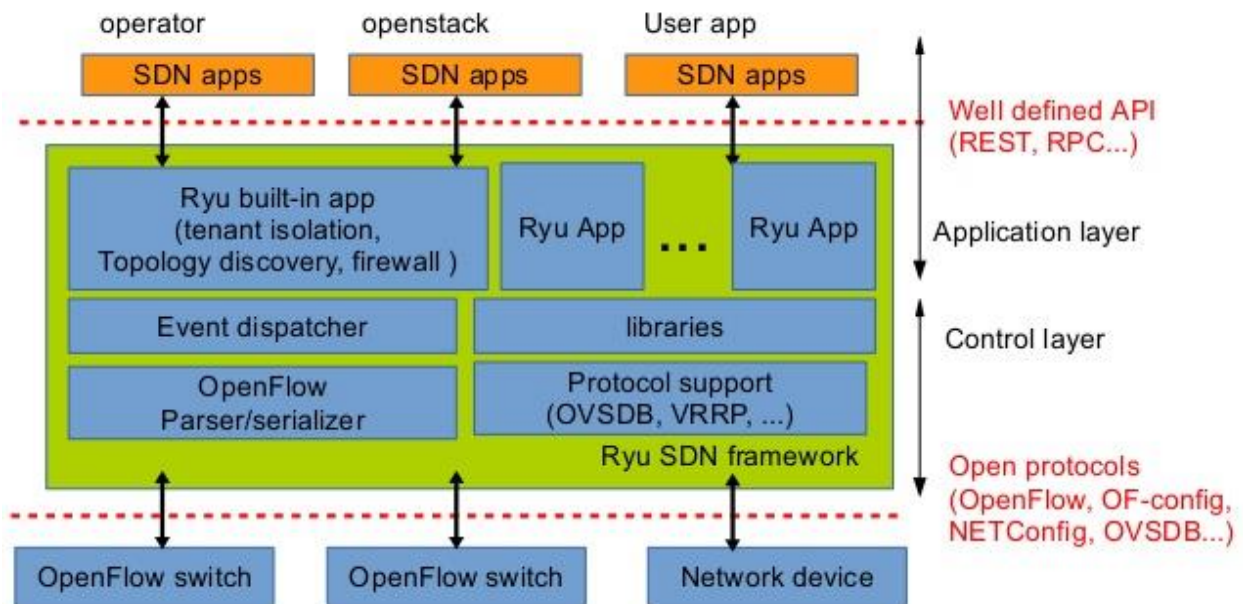 operator
openstack
User app
SDN apps
SDN apps
SDN apps
Well defined API
(REST, RPC...)
Ryu built-in app
(tenant isolation,
Topology discovery, firewall )
Ryu App
...
Ryu App
Application layer
Event dispatcher
libraries
Control layer
OpenFlow
Parser/serializer
Protocol support
(OVSDB, VRRP, ...)
Ryu SDN framework
Open protocols
(OpenFlow, OF-config,
NETConfig, OVSDB...)
OpenFlow switch
OpenFlow switch
Network device